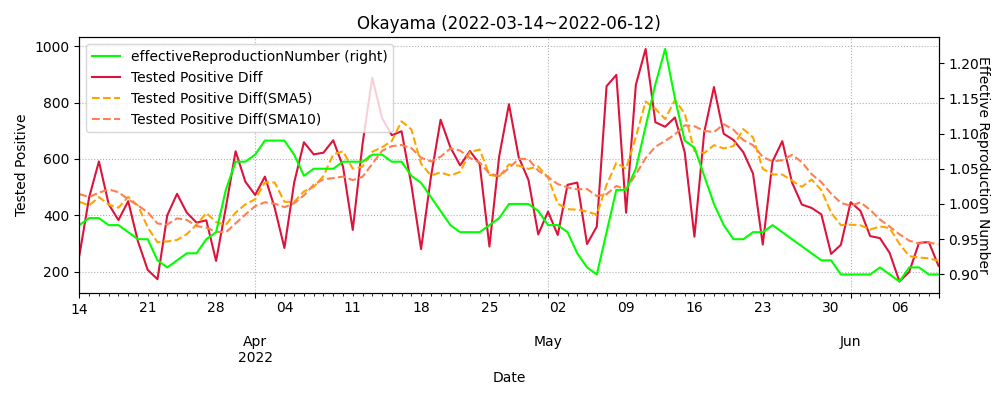 Okayama (2022-03-14~2022-06-12)
effectiveReproductionNumber (right)
Tested Positive Diff
Tested Positive Diff(SMA5)
Tested Positive Diff(SMA10)
Tested Positive
1000
800
600
400
200
Effective Reproduction Number
1.20
1.15
1.10
1.05
1.00
0.95
0.90
14 21 28 04 11 18 25 02 09 16 23 30 06
Apr May Jun
2022
Date